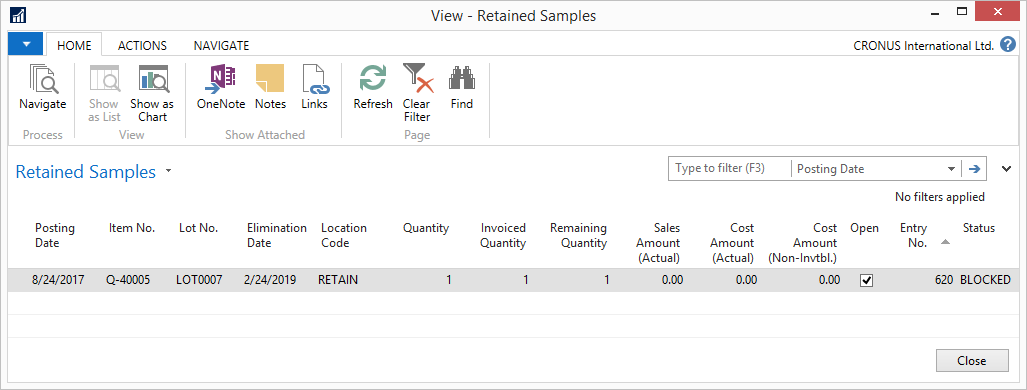 View - Retained Samples
HOME ACTIONS NAVIGATE CRONUS International Ltd. ?
Navigate Show as List Show as Chart OneNote Notes Links Refresh Clear Filter Find
Process View Show Attached Page
Retained Samples Type to filter (F3) Posting Date
No filters applied
Posting Date Item No. Lot No. Elimination Date Location Code Quantity Invoiced Quantity Remaining Quantity Sales Amount (Actual) Cost Amount (Actual) Cost Amount (Non-Invtbl.) Open Entry No. Status
8/24/2017 Q-40005 LOT0007 2/24/2019 RETAIN 1 1 1 0.00 0.00 0.00 620 BLOCKED
Close